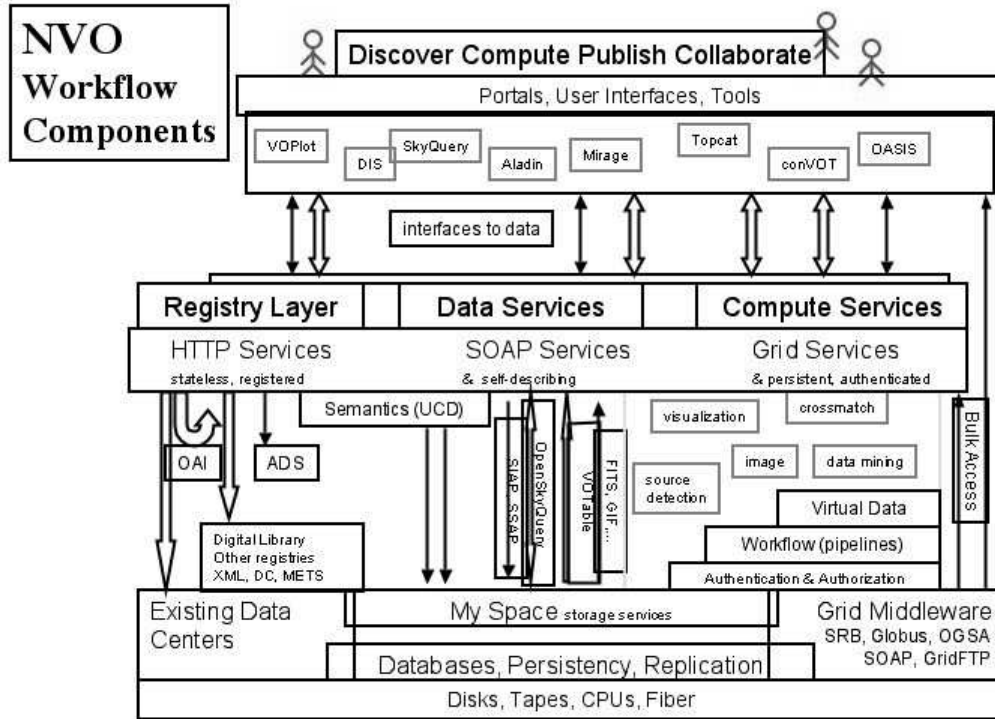 NVO
Workflow
Components
Discover Compute Publish Collaborate
Portals, User Interfaces, Tools
VOPlot
DIS
SkyQuery
Aladin
Mirage
Topcat
conVOT
OASIS
interfaces to data
Registry Layer
Data Services
Compute Services
HTTP Services
SOAP Services
Grid Services
stateless, registered
& self-describing
& persistent, authenticated
Semantics (UCD)
OAI
ADS
SIAP, SSAP
OpenSkyQuery
VOTable
FITS, GIF,...
visualization
crossmatch
source
detection
image
data mining
Bulk Access
Virtual Data
Workflow (pipelines)
Authentication & Authorization
Digital Library
Other registries
XML, DC, METS
Existing Data
Centers
My Space storage services
Grid Middleware
SRB, Globus, OGSA
SOAP, GridFTP
Databases, Persistency, Replication
Disks, Tapes, CPUs, Fiber